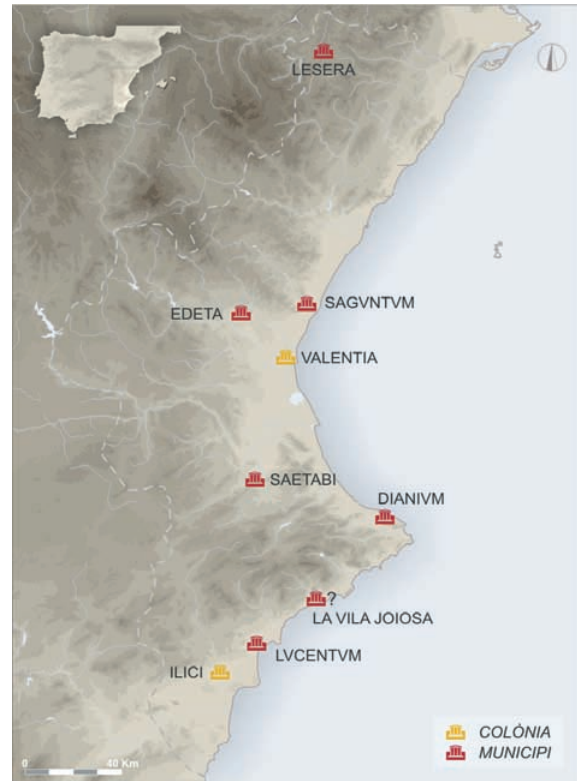 LESERA
SAGVNTVM
EDETA
VALENTIA
SAETABI
DIANIVM
?
LA VILA JOIOSA
LVCENTVM
ILICI
COLÒNIA
MUNICIPI
0 40 Km